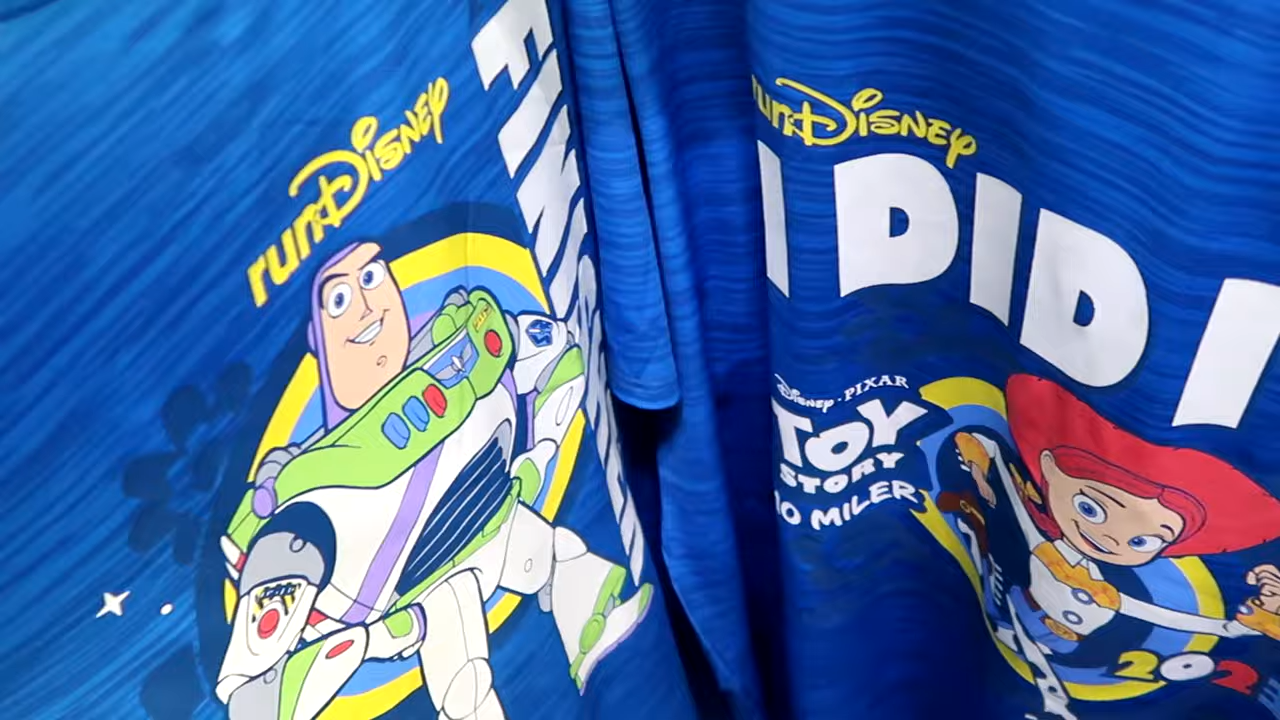 runDisney
runDisney
I DID I
Disney · PIXAR
TOY
STORY
10 MILER